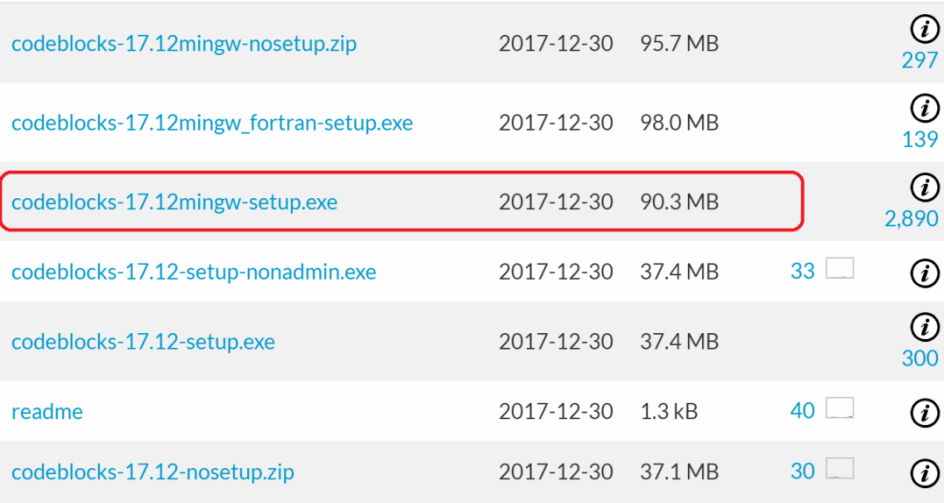 codeblocks-17.12mingw-nosetup.zip 2017-12-30 95.7 MB 297
codeblocks-17.12mingw_fortran-setup.exe 2017-12-30 98.0 MB 139
codeblocks-17.12mingw-setup.exe 2017-12-30 90.3 MB 2,890
codeblocks-17.12-setup-nonadmin.exe 2017-12-30 37.4 MB 33
codeblocks-17.12-setup.exe 2017-12-30 37.4 MB 300
readme 2017-12-30 1.3 kB 40
codeblocks-17.12-nosetup.zip 2017-12-30 37.1 MB 30